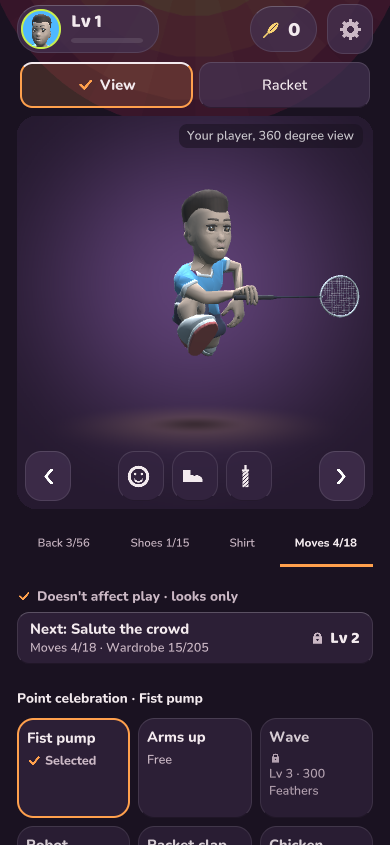 Lv 1
0
View
Racket
Your player, 360 degree view
Back 3/56
Shoes 1/15
Shirt
Moves 4/18
Doesn't affect play · looks only
Next: Salute the crowd
Moves 4/18 · Wardrobe 15/205
Lv 2
Point celebration · Fist pump
Fist pump
Selected
Arms up
Free
Wave
Lv 3 · 300
Feathers
Robot
Racket clap
Chicken